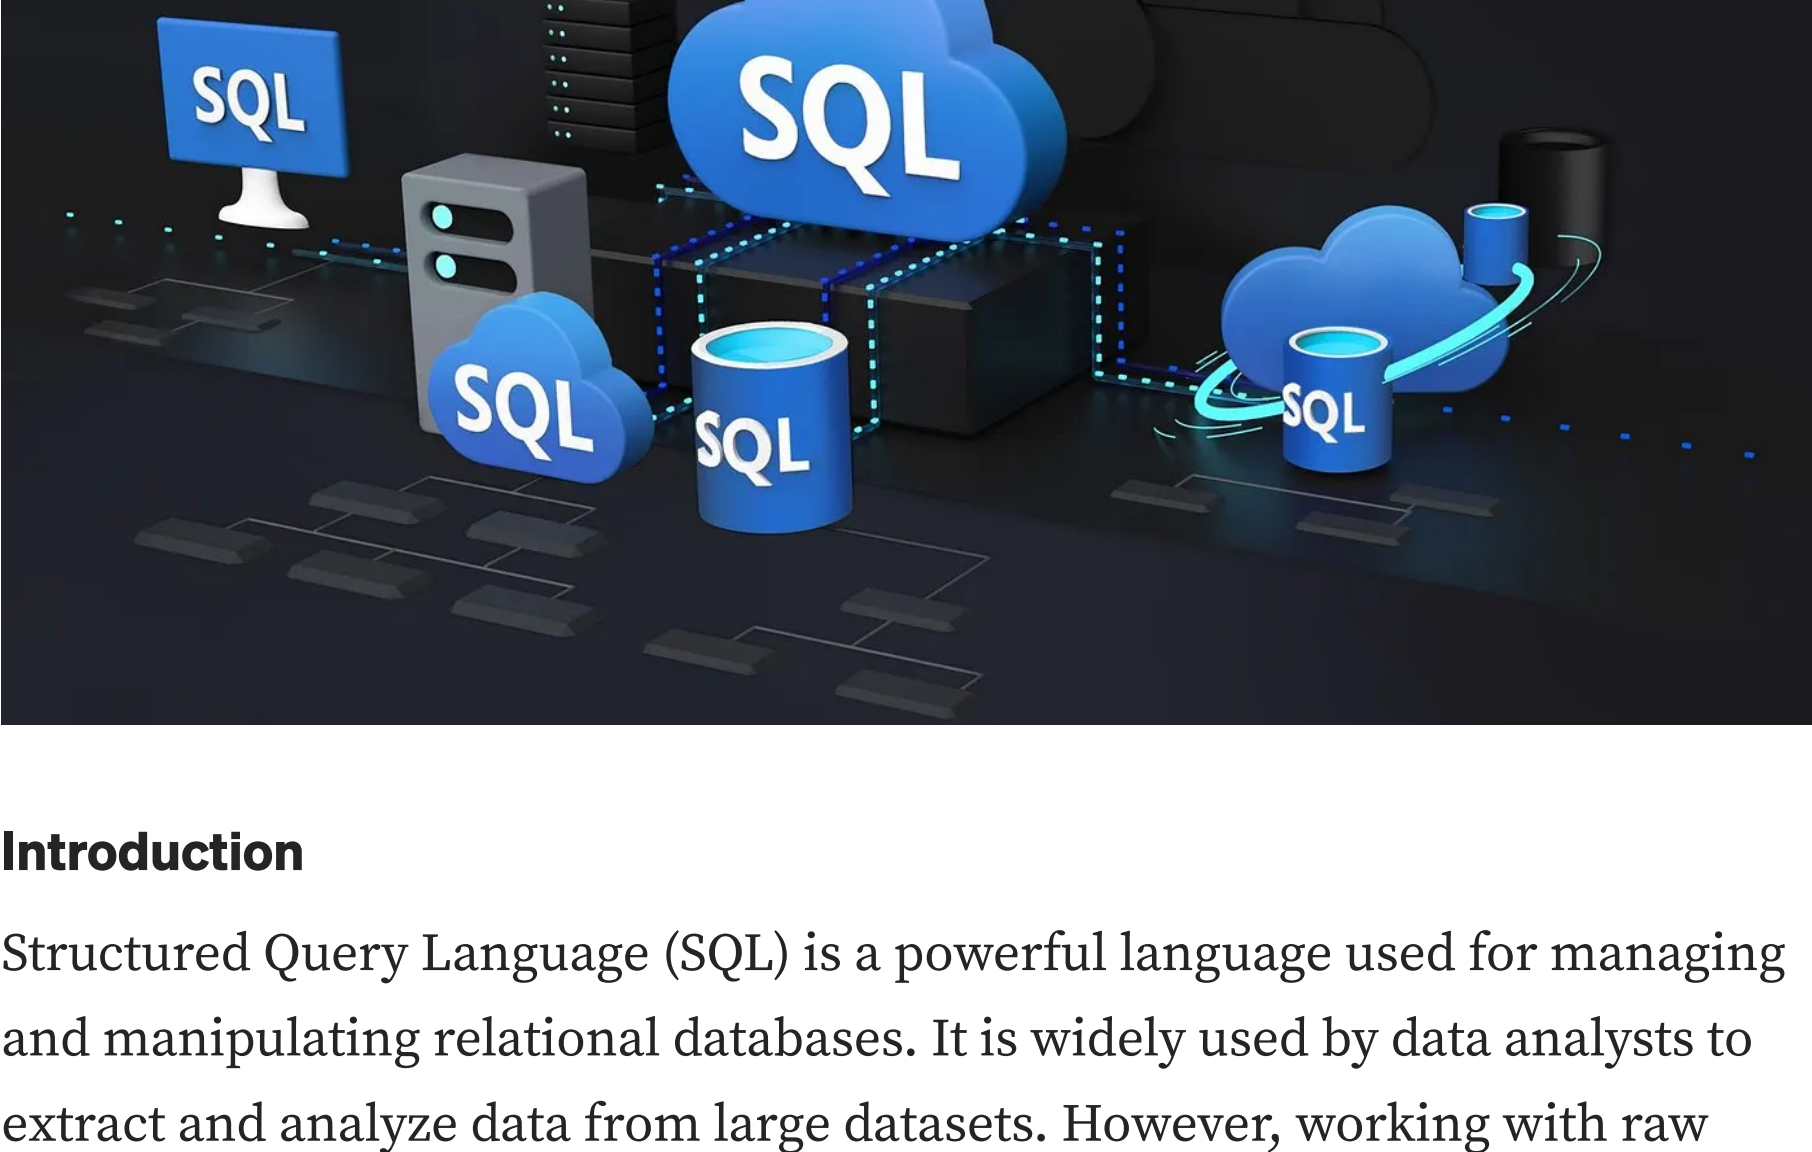 SQL
SQL
SQL
SQL
SQL
Introduction
Structured Query Language (SQL) is a powerful language used for managing
and manipulating relational databases. It is widely used by data analysts to
extract and analyze data from large datasets. However, working with raw